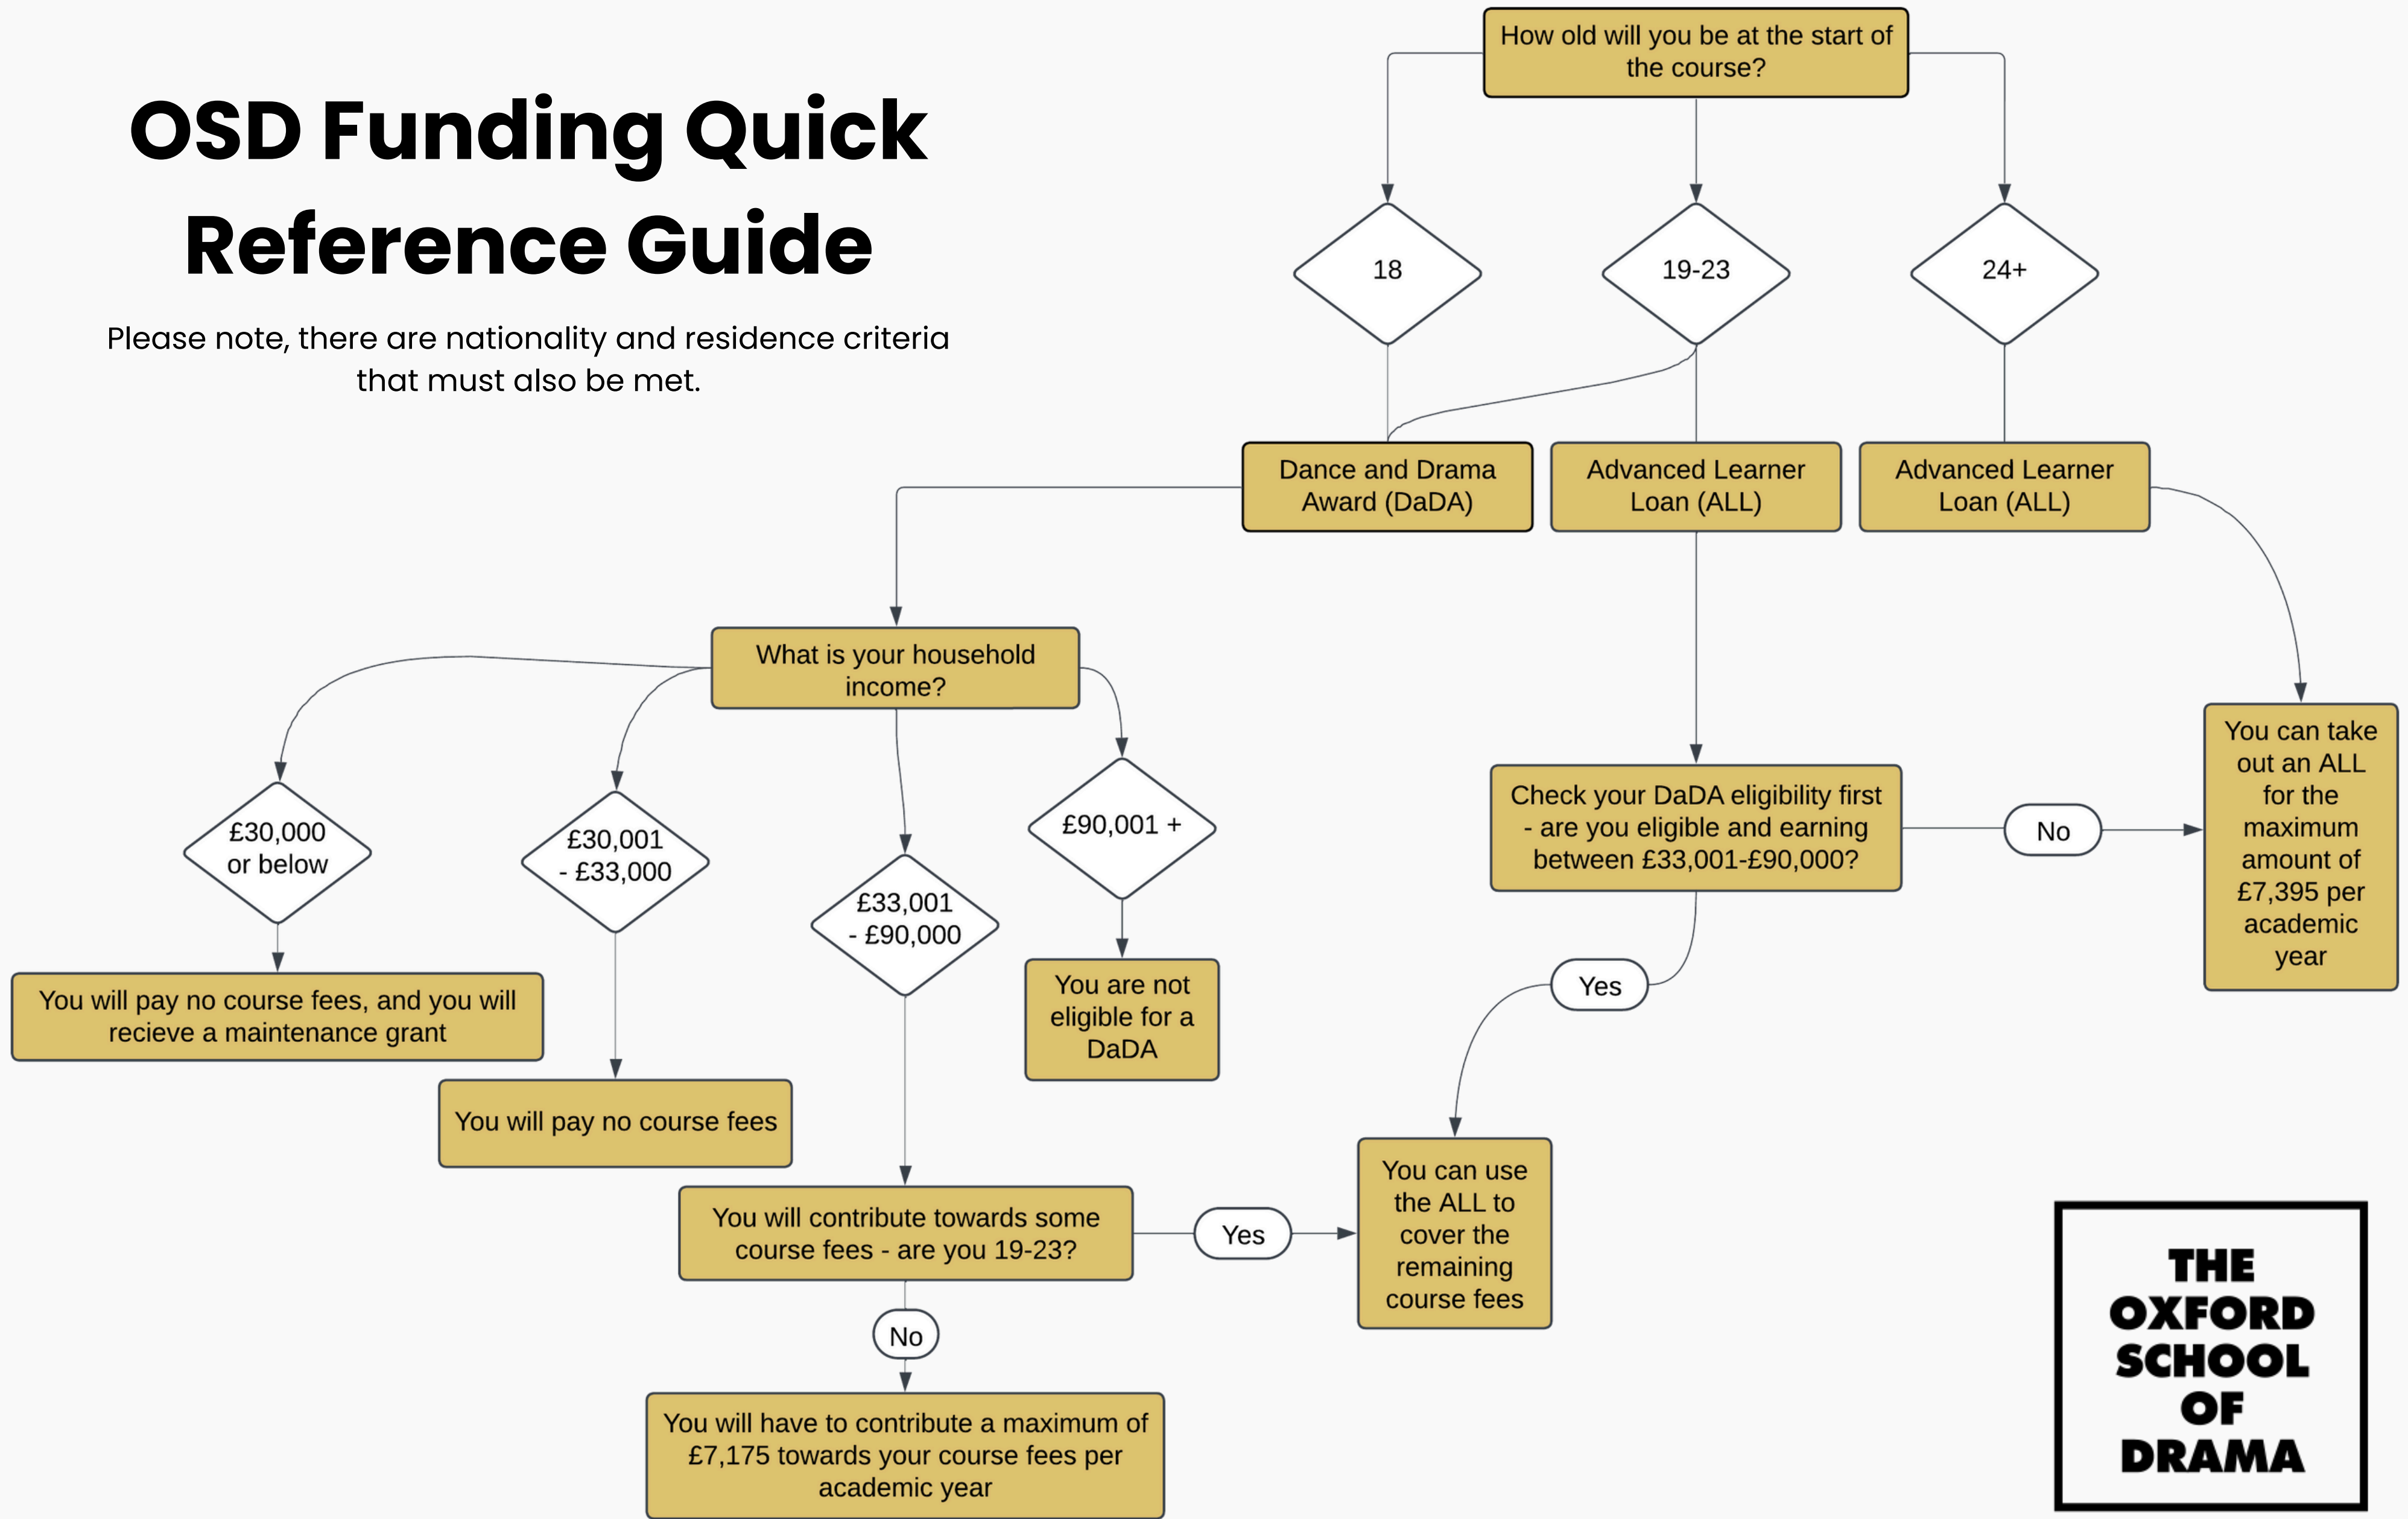 OSD Funding Quick
Reference Guide
Please note, there are nationality and residence criteria
that must also be met.
How old will you be at the start of
the course?
18
19-23
24+
Dance and Drama
Award (DaDA)
Advanced Learner
Loan (ALL)
Advanced Learner
Loan (ALL)
What is your household
income?
£30,000
or below
£30,001
- £33,000
£33,001
- £90,000
£90,001 +
You will pay no course fees, and you will
recieve a maintenance grant
You will pay no course fees
You are not
eligible for a
DaDA
Check your DaDA eligibility first
- are you eligible and earning
between £33,001-£90,000?
No
You can take
out an ALL
for the
maximum
amount of
£7,395 per
academic
year
Yes
You will contribute towards some
course fees - are you 19-23?
Yes
You can use
the ALL to
cover the
remaining
course fees
No
You will have to contribute a maximum of
£7,175 towards your course fees per
academic year
THE
OXFORD
SCHOOL
OF
DRAMA